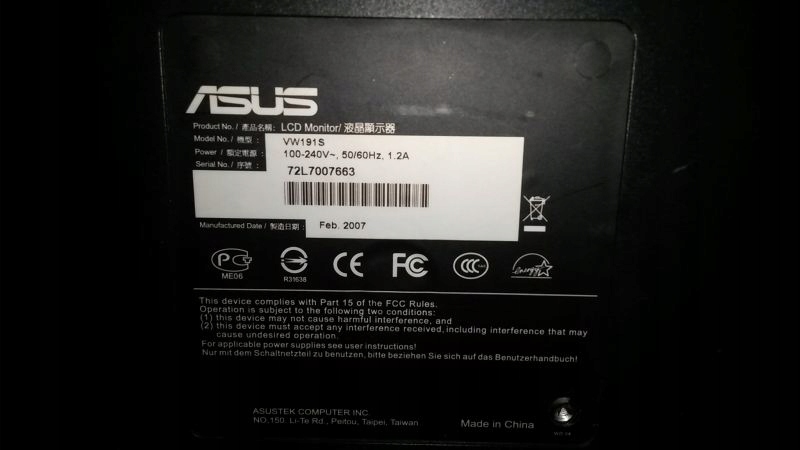 ASUS
Product No. / 產品名稱: LCD Monitor/ 液晶顯示器
Model No. / 機型 : VW191S
Power / 額定電源 : 100-240V~, 50/60Hz, 1.2A
Serial No. / 序號 : 72L7007663
Manufactured Date / 製造日期 : Feb. 2007
ME06
R31638
CE
FC
CCC
energy
This device complies with Part 15 of the FCC Rules.
Operation is subject to the following two conditions:
(1) this device may not cause harmful interference, and
(2) this device must accept any interference received, including interference that may
cause undesired operation.
For applicable power supplies see user instructions!
Nur mit dem Schaltnetzteil zu benutzen, bitte beziehen Sie sich auf das Benutzerhandbuch!
ASUSTEK COMPUTER INC.
NO.150. Li-Te Rd., Peitou, Taipei, Taiwan
Made in China